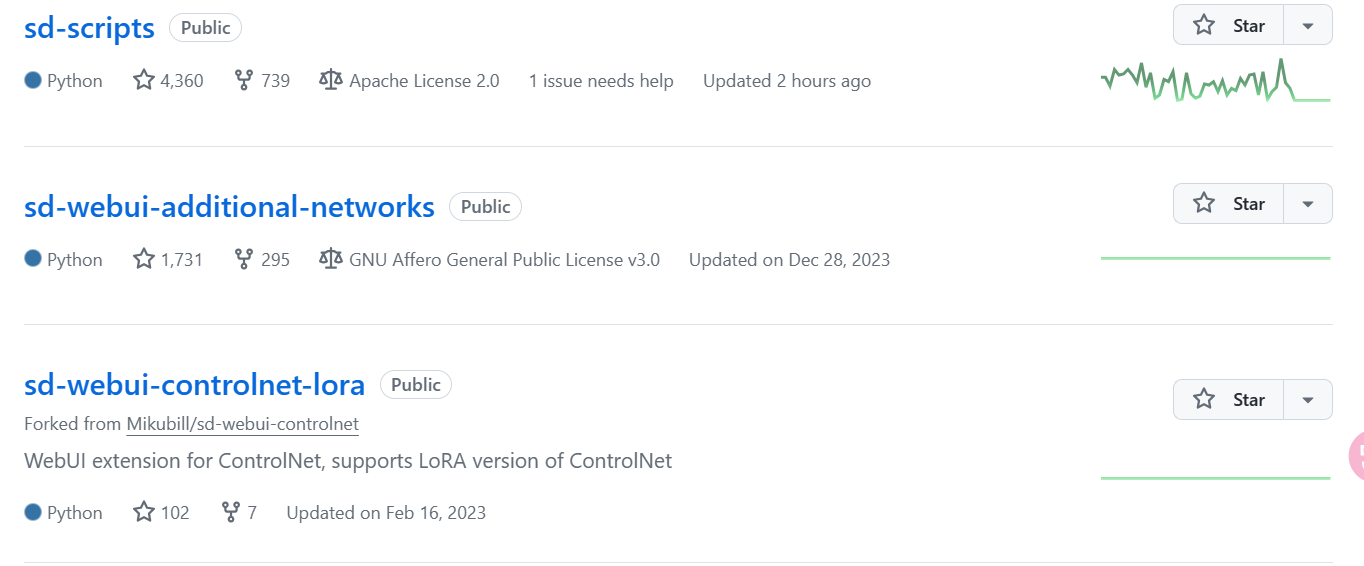 sd-scripts Public Star
Python 4,360 739 Apache License 2.0 1 issue needs help Updated 2 hours ago
sd-webui-additional-networks Public Star
Python 1,731 295 GNU Affero General Public License v3.0 Updated on Dec 28, 2023
sd-webui-controlnet-lora Public Star
Forked from Mikubill/sd-webui-controlnet
WebUI extension for ControlNet, supports LoRA version of ControlNet
Python 102 7 Updated on Feb 16, 2023